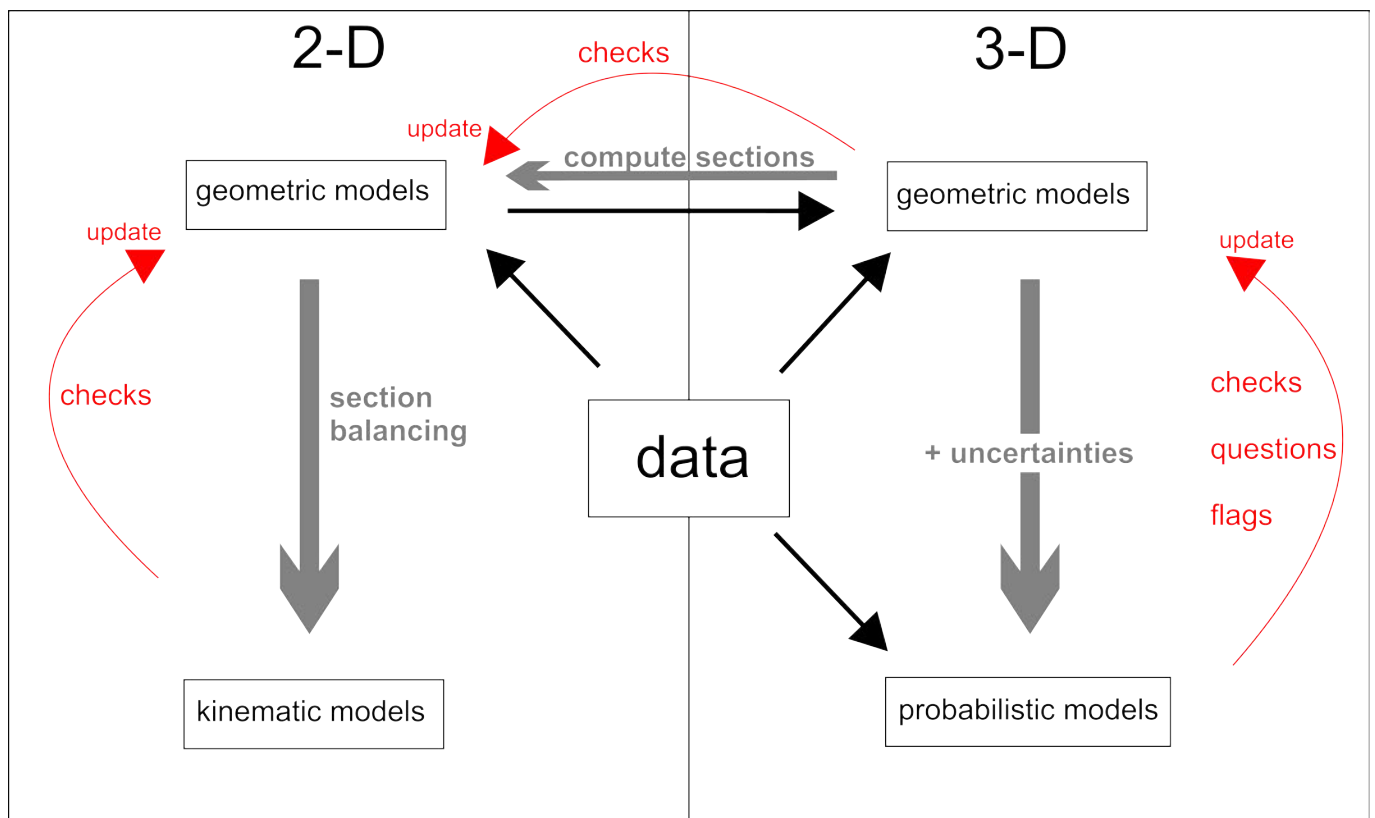 2-D
3-D
checks
update
compute sections
geometric models
geometric models
update
update
checks
section
balancing
data
+ uncertainties
checks
questions
flags
kinematic models
probabilistic models